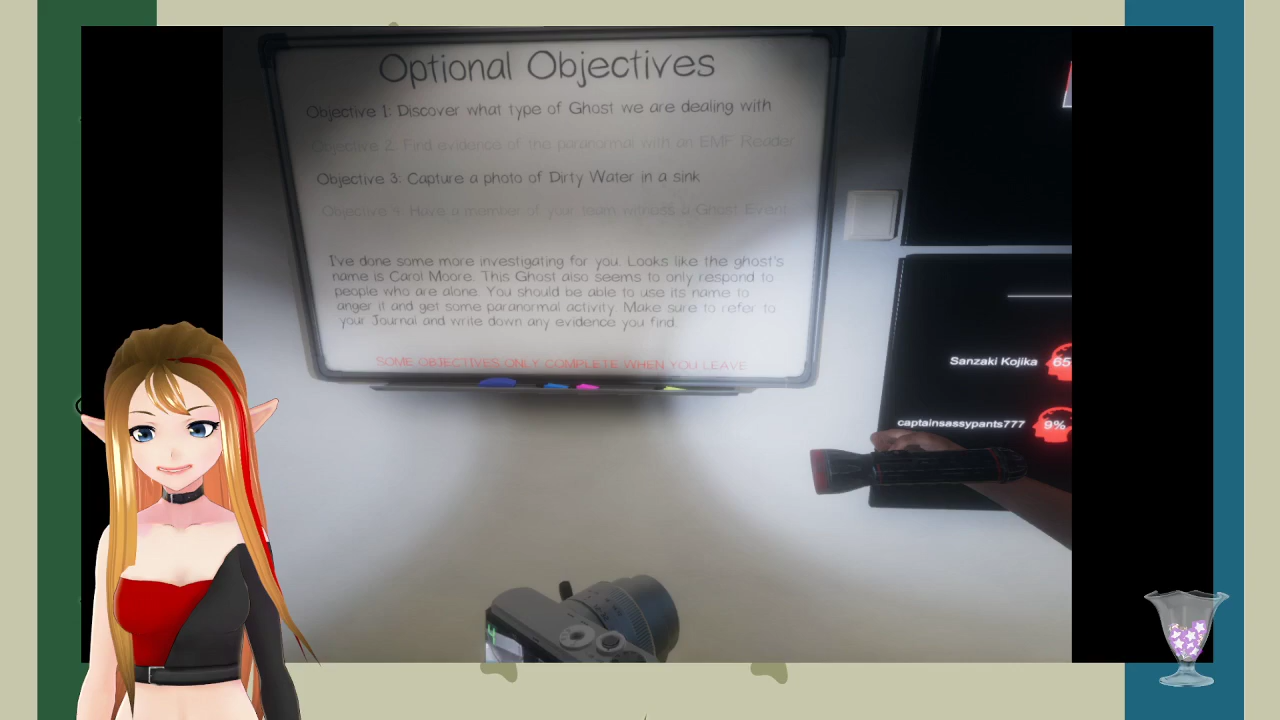 Optional Objectives
Objective 1: Discover what type of Ghost we are dealing with
Objective 2: Find evidence of the paranormal with an EMF Reader
Objective 3: Capture a photo of Dirty Water in a sink
Objective 4: Have a member of your team witness a Ghost Event
I've done some more investigating for you. Looks like the ghost's
name is Carol Moore. This Ghost also seems to only respond to
people who are alone. You should be able to use its name to
anger it and get some paranormal activity. Make sure to refer to
your Journal and write down any evidence you find.
SOME OBJECTIVES ONLY COMPLETE WHEN YOU LEAVE
Sanzaki Kojika 65
captainsassypants777 9%
4